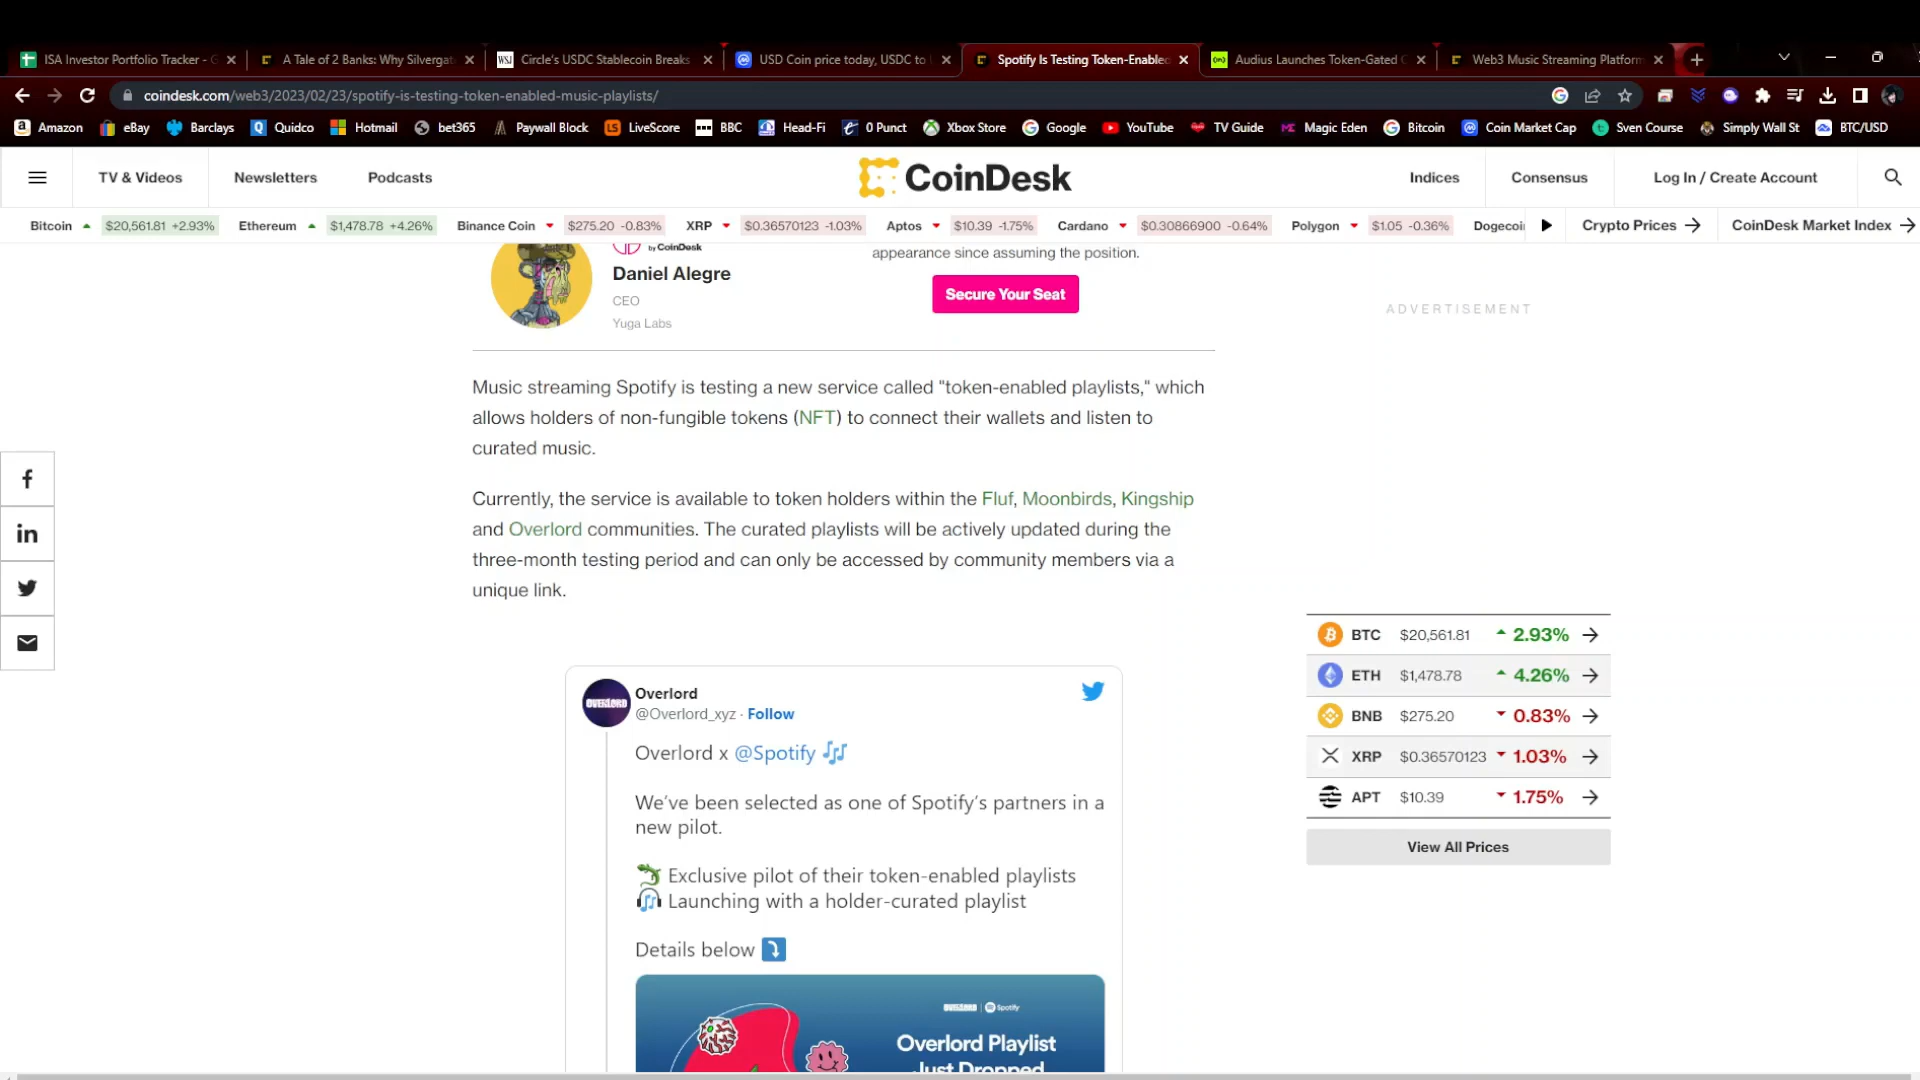 ISA Investor Portfolio Tracker - G
A Tale of 2 Banks: Why Silvergat
WSJ Circle's USDC Stablecoin Breaks
USD Coin price today, USDC to
Spotify Is Testing Token-Enabled
Audius Launches Token-Gated C
Web3 Music Streaming Platform
coindesk.com/web3/2023/02/23/spotify-is-testing-token-enabled-music-playlists/
Amazon eBay Barclays Quidco Hotmail bet365 Paywall Block LiveScore BBC Head-Fi 0 Punct Xbox Store Google YouTube TV Guide Magic Eden Bitcoin Coin Market Cap Sven Course Simply Wall St BTC/USD
TV & Videos Newsletters Podcasts CoinDesk Indices Consensus Log In / Create Account
Bitcoin $20,561.81 +2.93% Ethereum $1,478.78 +4.26% Binance Coin $275.20 -0.83% XRP $0.36570123 -1.03% Aptos $10.39 -1.75% Cardano $0.30866900 -0.64% Polygon $1.05 -0.36% Dogecoi Crypto Prices → CoinDesk Market Index →
by CoinDesk
Daniel Alegre
CEO
Yuga Labs
appearance since assuming the position.
Secure Your Seat
ADVERTISEMENT
Music streaming Spotify is testing a new service called "token-enabled playlists," which
allows holders of non-fungible tokens (NFT) to connect their wallets and listen to
curated music.
Currently, the service is available to token holders within the Fluf, Moonbirds, Kingship
and Overlord communities. The curated playlists will be actively updated during the
three-month testing period and can only be accessed by community members via a
unique link.
Overlord
@Overlord_xyz · Follow
OVERLORD
Overlord x @Spotify 🎶
We've been selected as one of Spotify's partners in a
new pilot.
🦎 Exclusive pilot of their token-enabled playlists
🎧 Launching with a holder-curated playlist
Details below ⤵️
OVERLORD | Spotify
Overlord Playlist
Just Dropped
BTC $20,561.81 2.93% →
ETH $1,478.78 4.26% →
BNB $275.20 0.83% →
XRP $0.36570123 1.03% →
APT $10.39 1.75% →
View All Prices